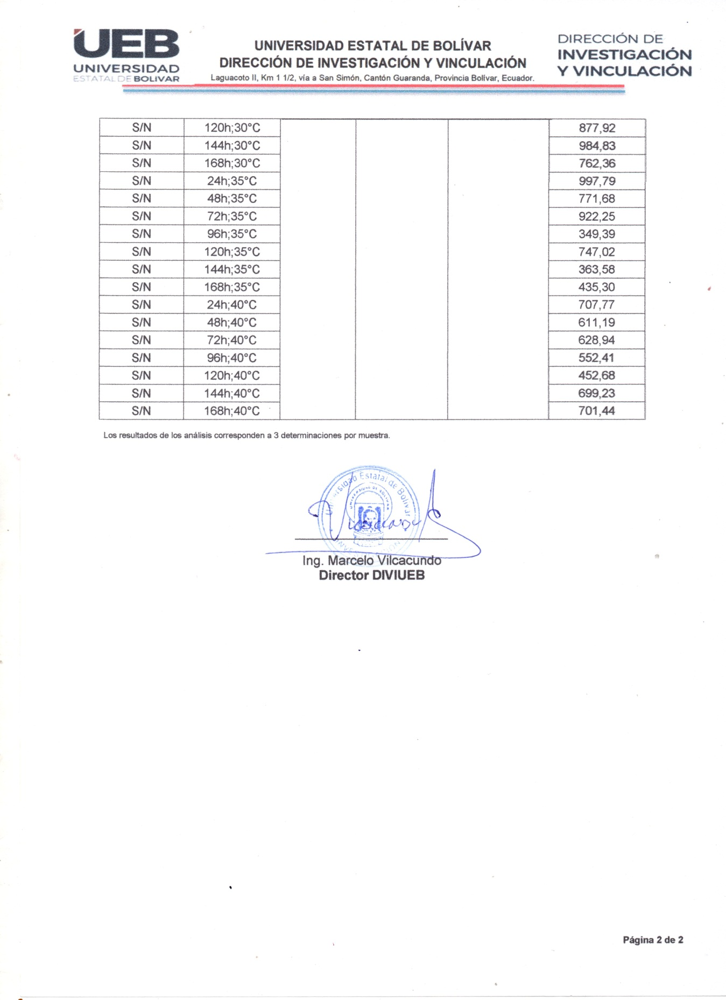 UEB
UNIVERSIDAD
ESTATAL DE BOLIVAR
UNIVERSIDAD ESTATAL DE BOLÍVAR
DIRECCIÓN DE INVESTIGACIÓN Y VINCULACIÓN
Laguacoto II, Km 1 1/2, vía a San Simón, Cantón Guaranda, Provincia Bolívar, Ecuador.
DIRECCIÓN DE
INVESTIGACIÓN
Y VINCULACIÓN
S/N 120h;30°C 877,92
S/N 144h;30°C 984,83
S/N 168h;30°C 762,36
S/N 24h;35°C 997,79
S/N 48h;35°C 771,68
S/N 72h;35°C 922,25
S/N 96h;35°C 349,39
S/N 120h;35°C 747,02
S/N 144h;35°C 363,58
S/N 168h;35°C 435,30
S/N 24h;40°C 707,77
S/N 48h;40°C 611,19
S/N 72h;40°C 628,94
S/N 96h;40°C 552,41
S/N 120h;40°C 452,68
S/N 144h;40°C 699,23
S/N 168h;40°C 701,44
Los resultados de los análisis corresponden a 3 determinaciones por muestra.
Universidad Estatal de Bolívar
UNIVERSIDAD DE BOLIVAR
INVESTIGACIÓN
Ing. Marcelo Vilcacundo
Director DIVIUEB
Página 2 de 2